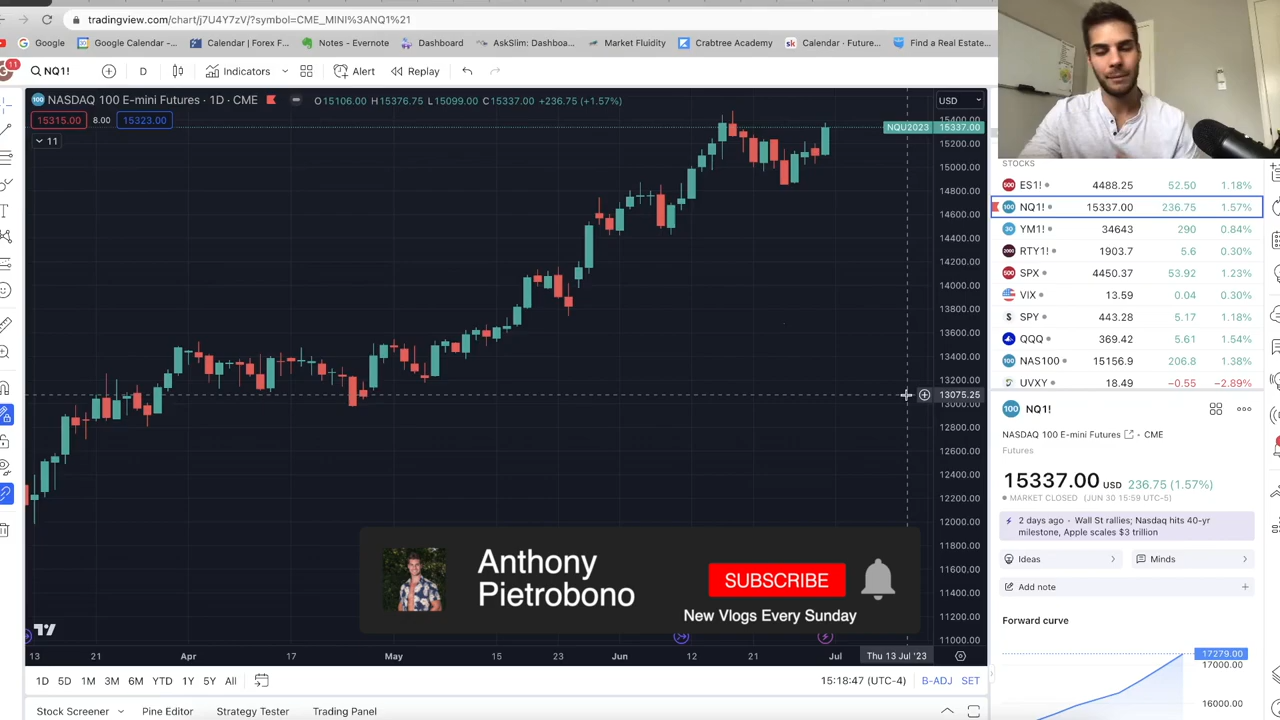 tradingview.com/chart/j7U4Y7zV/?symbol=CME_MINI%3ANQ1%21
Google
Google Calendar –...
Calendar | Forex F...
Notes – Evernote
Dashboard
AskSlim - Dashboar...
Market Fluidity
Crabtree Academy
sk Calendar · Forexer...
Find a Real Estate...
11
NQ1!
D
Indicators
Alert
Replay
NASDAQ 100 E-mini Futures · 1D · CME
O15106.00 H15376.75 L15099.00 C15337.00 +236.75 (+1.57%)
USD
15315.00 8.00 15323.00
11
15400.00
NQU2023 15337.00
15200.00
15000.00
14800.00
14600.00
14400.00
14200.00
14000.00
13800.00
13600.00
13400.00
13200.00
13075.25
13000.00
12800.00
12600.00
12400.00
12200.00
12000.00
11800.00
11600.00
11400.00
11200.00
11000.00
STOCKS
ES1! 4488.25 52.50 1.18%
NQ1! 15337.00 236.75 1.57%
YM1! 34643 290 0.84%
RTY1! 1903.7 5.6 0.30%
SPX 4450.37 53.92 1.23%
VIX 13.59 0.04 0.30%
SPY 443.28 5.17 1.18%
QQQ 369.42 5.61 1.54%
NAS100 15156.9 206.8 1.38%
UVXY 18.49 −0.55 −2.89%
100 NQ1!
NASDAQ 100 E-mini Futures - CME
Futures
15337.00 USD 236.75 (1.57%)
MARKET CLOSED (JUN 30 15:59 UTC-5)
2 days ago · Wall St rallies; Nasdaq hits 40-yr
milestone, Apple scales $3 trillion
Ideas
Minds
Add note
Forward curve
17279.00
17000.00
16000.00
Anthony
Pietrobono
SUBSCRIBE
New Vlogs Every Sunday
13 21 Apr 17 May 15 23 Jun 12 21 Jul Thu 13 Jul '23
1D 5D 1M 3M 6M YTD 1Y 5Y All
15:18:47 (UTC-4)
B-ADJ SET
Stock Screener
Pine Editor
Strategy Tester
Trading Panel